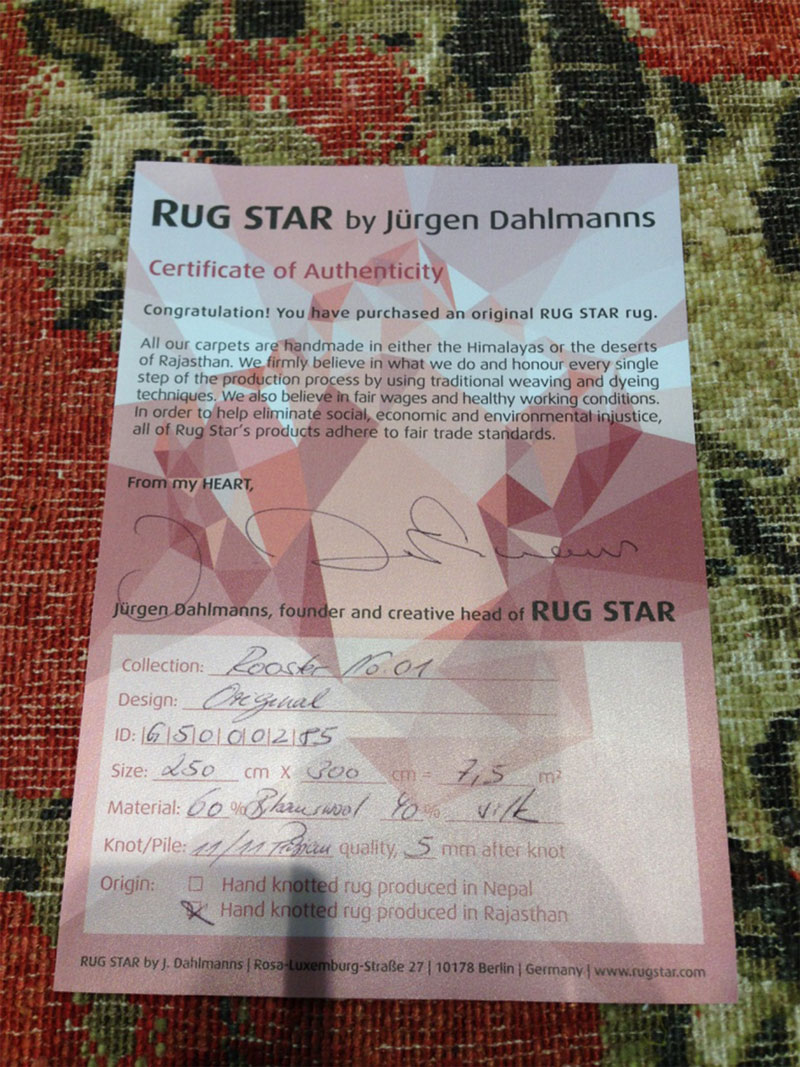 RUG STAR by Jürgen Dahlmanns
Certificate of Authenticity
Congratulation! You have purchased an original RUG STAR rug.
All our carpets are handmade in either the Himalayas or the deserts
of Rajasthan. We firmly believe in what we do and honour every single
step of the production process by using traditional weaving and dyeing
techniques. We also believe in fair wages and healthy working conditions.
In order to help eliminate social, economic and environmental injustice,
all of Rug Star's products adhere to fair trade standards.
From my HEART,
Jürgen Dahlmanns, founder and creative head of RUG STAR
Collection: Rooster No. 01
Design: Original
ID: |6|5|0|0|0|2|85
Size: 250 cm X 300 cm = 7,5 m²
Material: 60 % 40 % silk
Knot/Pile: 11/11 quality, 5 mm after knot
Origin: Hand knotted rug produced in Nepal
Hand knotted rug produced in Rajasthan
RUG STAR by J. Dahlmanns | Rosa-Luxemburg-Straße 27 | 10178 Berlin | Germany | www.rugstar.com